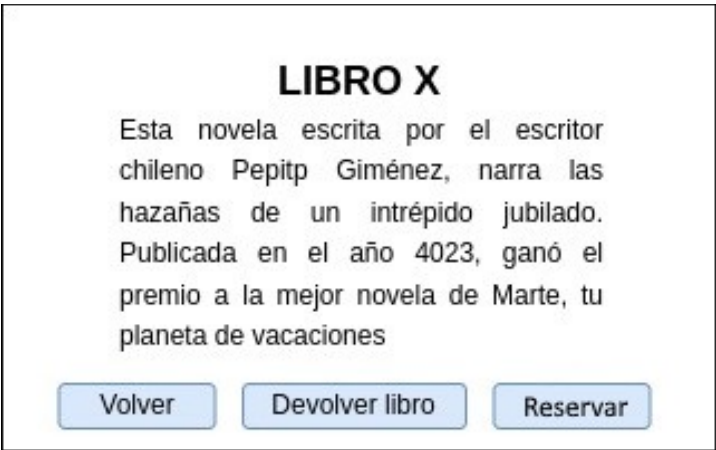 LIBRO X
Esta novela escrita por el escritor
chileno Pepitp Giménez, narra las
hazañas de un intrépido jubilado.
Publicada en el año 4023, ganó el
premio a la mejor novela de Marte, tu
planeta de vacaciones
Volver Devolver libro Reservar